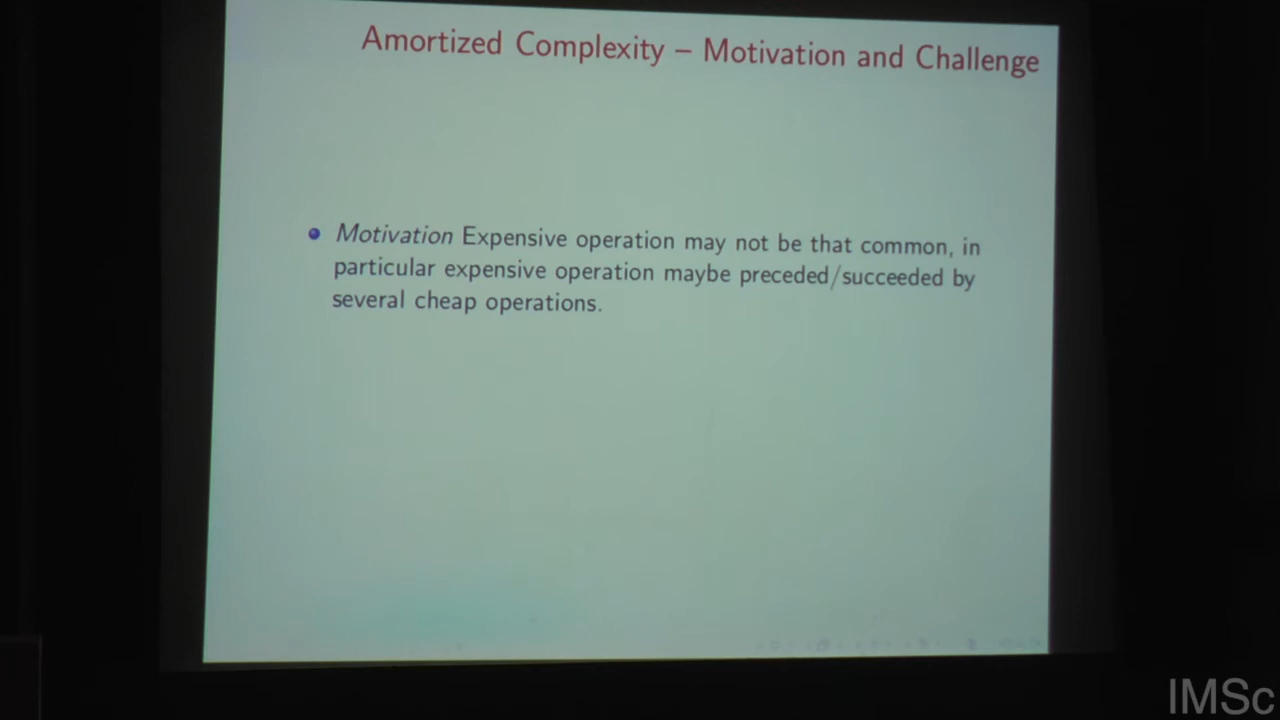 Amortized Complexity – Motivation and Challenge
Motivation Expensive operation may not be that common, in
particular expensive operation maybe preceded/succeeded by
several cheap operations.
IMSc